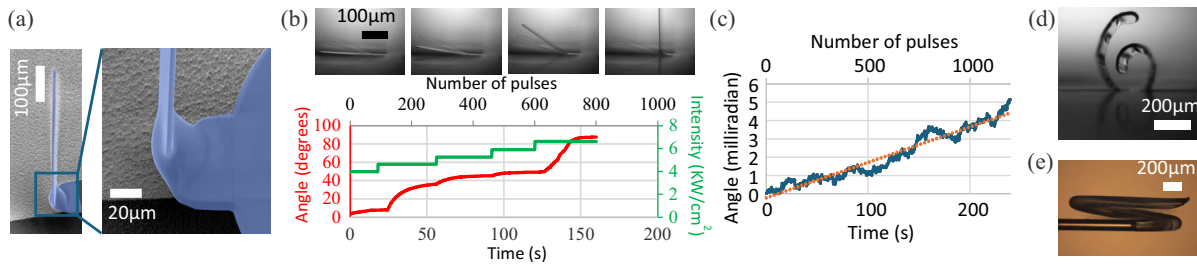 (a)
100μm
20μm
(b)
100μm
Number of pulses
0 200 400 600 800 1000
Angle (degrees)
100
80
60
40
20
0
Intensity (KW/cm²)
8
6
4
2
0
0 50 100 150 200
Time (s)
(c)
Number of pulses
0 500 1000
Angle (milliradian)
6
5
4
3
2
1
0
0 100 200
Time (s)
(d)
200μm
(e)
200μm